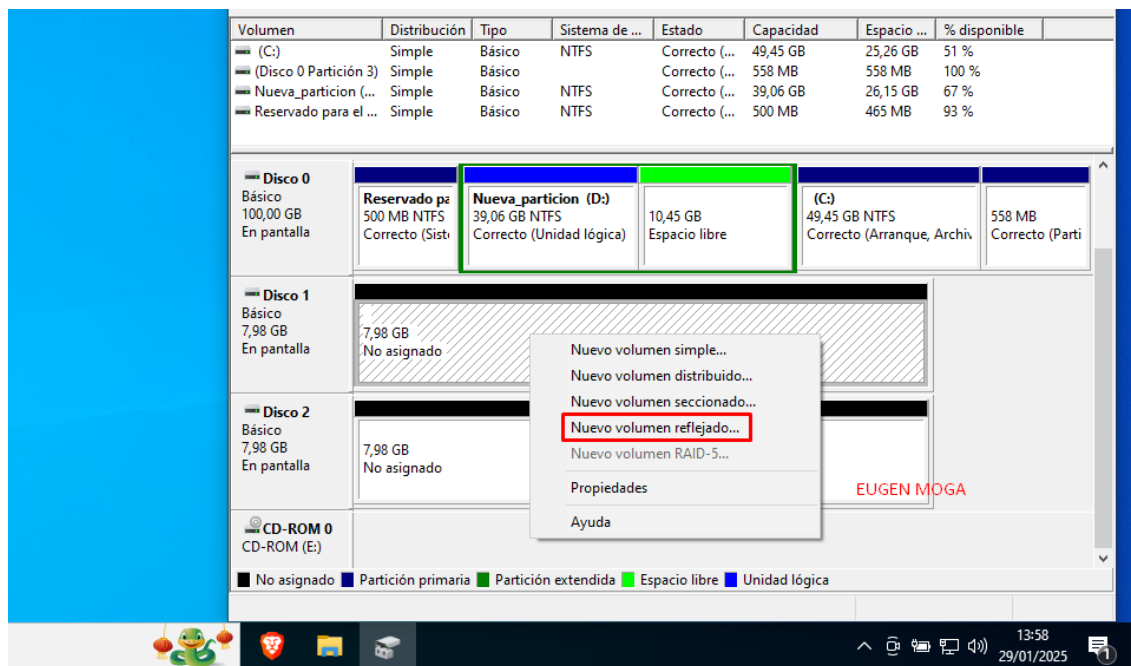 Volumen Distribución Tipo Sistema de ... Estado Capacidad Espacio ... % disponible
(C:) Simple Básico NTFS Correcto (... 49,45 GB 25,26 GB 51 %
(Disco 0 Partición 3) Simple Básico Correcto (... 558 MB 558 MB 100 %
Nueva_particion (... Simple Básico NTFS Correcto (... 39,06 GB 26,15 GB 67 %
Reservado para el ... Simple Básico NTFS Correcto (... 500 MB 465 MB 93 %
Disco 0
Básico
100,00 GB
En pantalla
Reservado pa
500 MB NTFS
Correcto (Sist
Nueva_particion (D:)
39,06 GB NTFS
Correcto (Unidad lógica)
10,45 GB
Espacio libre
(C:)
49,45 GB NTFS
Correcto (Arranque, Archiv
558 MB
Correcto (Parti
Disco 1
Básico
7,98 GB
En pantalla
7,98 GB
No asignado
Nuevo volumen simple...
Nuevo volumen distribuido...
Nuevo volumen seccionado...
Nuevo volumen reflejado...
Nuevo volumen RAID-5...
Propiedades
Ayuda
Disco 2
Básico
7,98 GB
En pantalla
7,98 GB
No asignado
EUGEN MOGA
CD-ROM 0
CD-ROM (E:)
No asignado Partición primaria Partición extendida Espacio libre Unidad lógica
13:58
29/01/2025
1